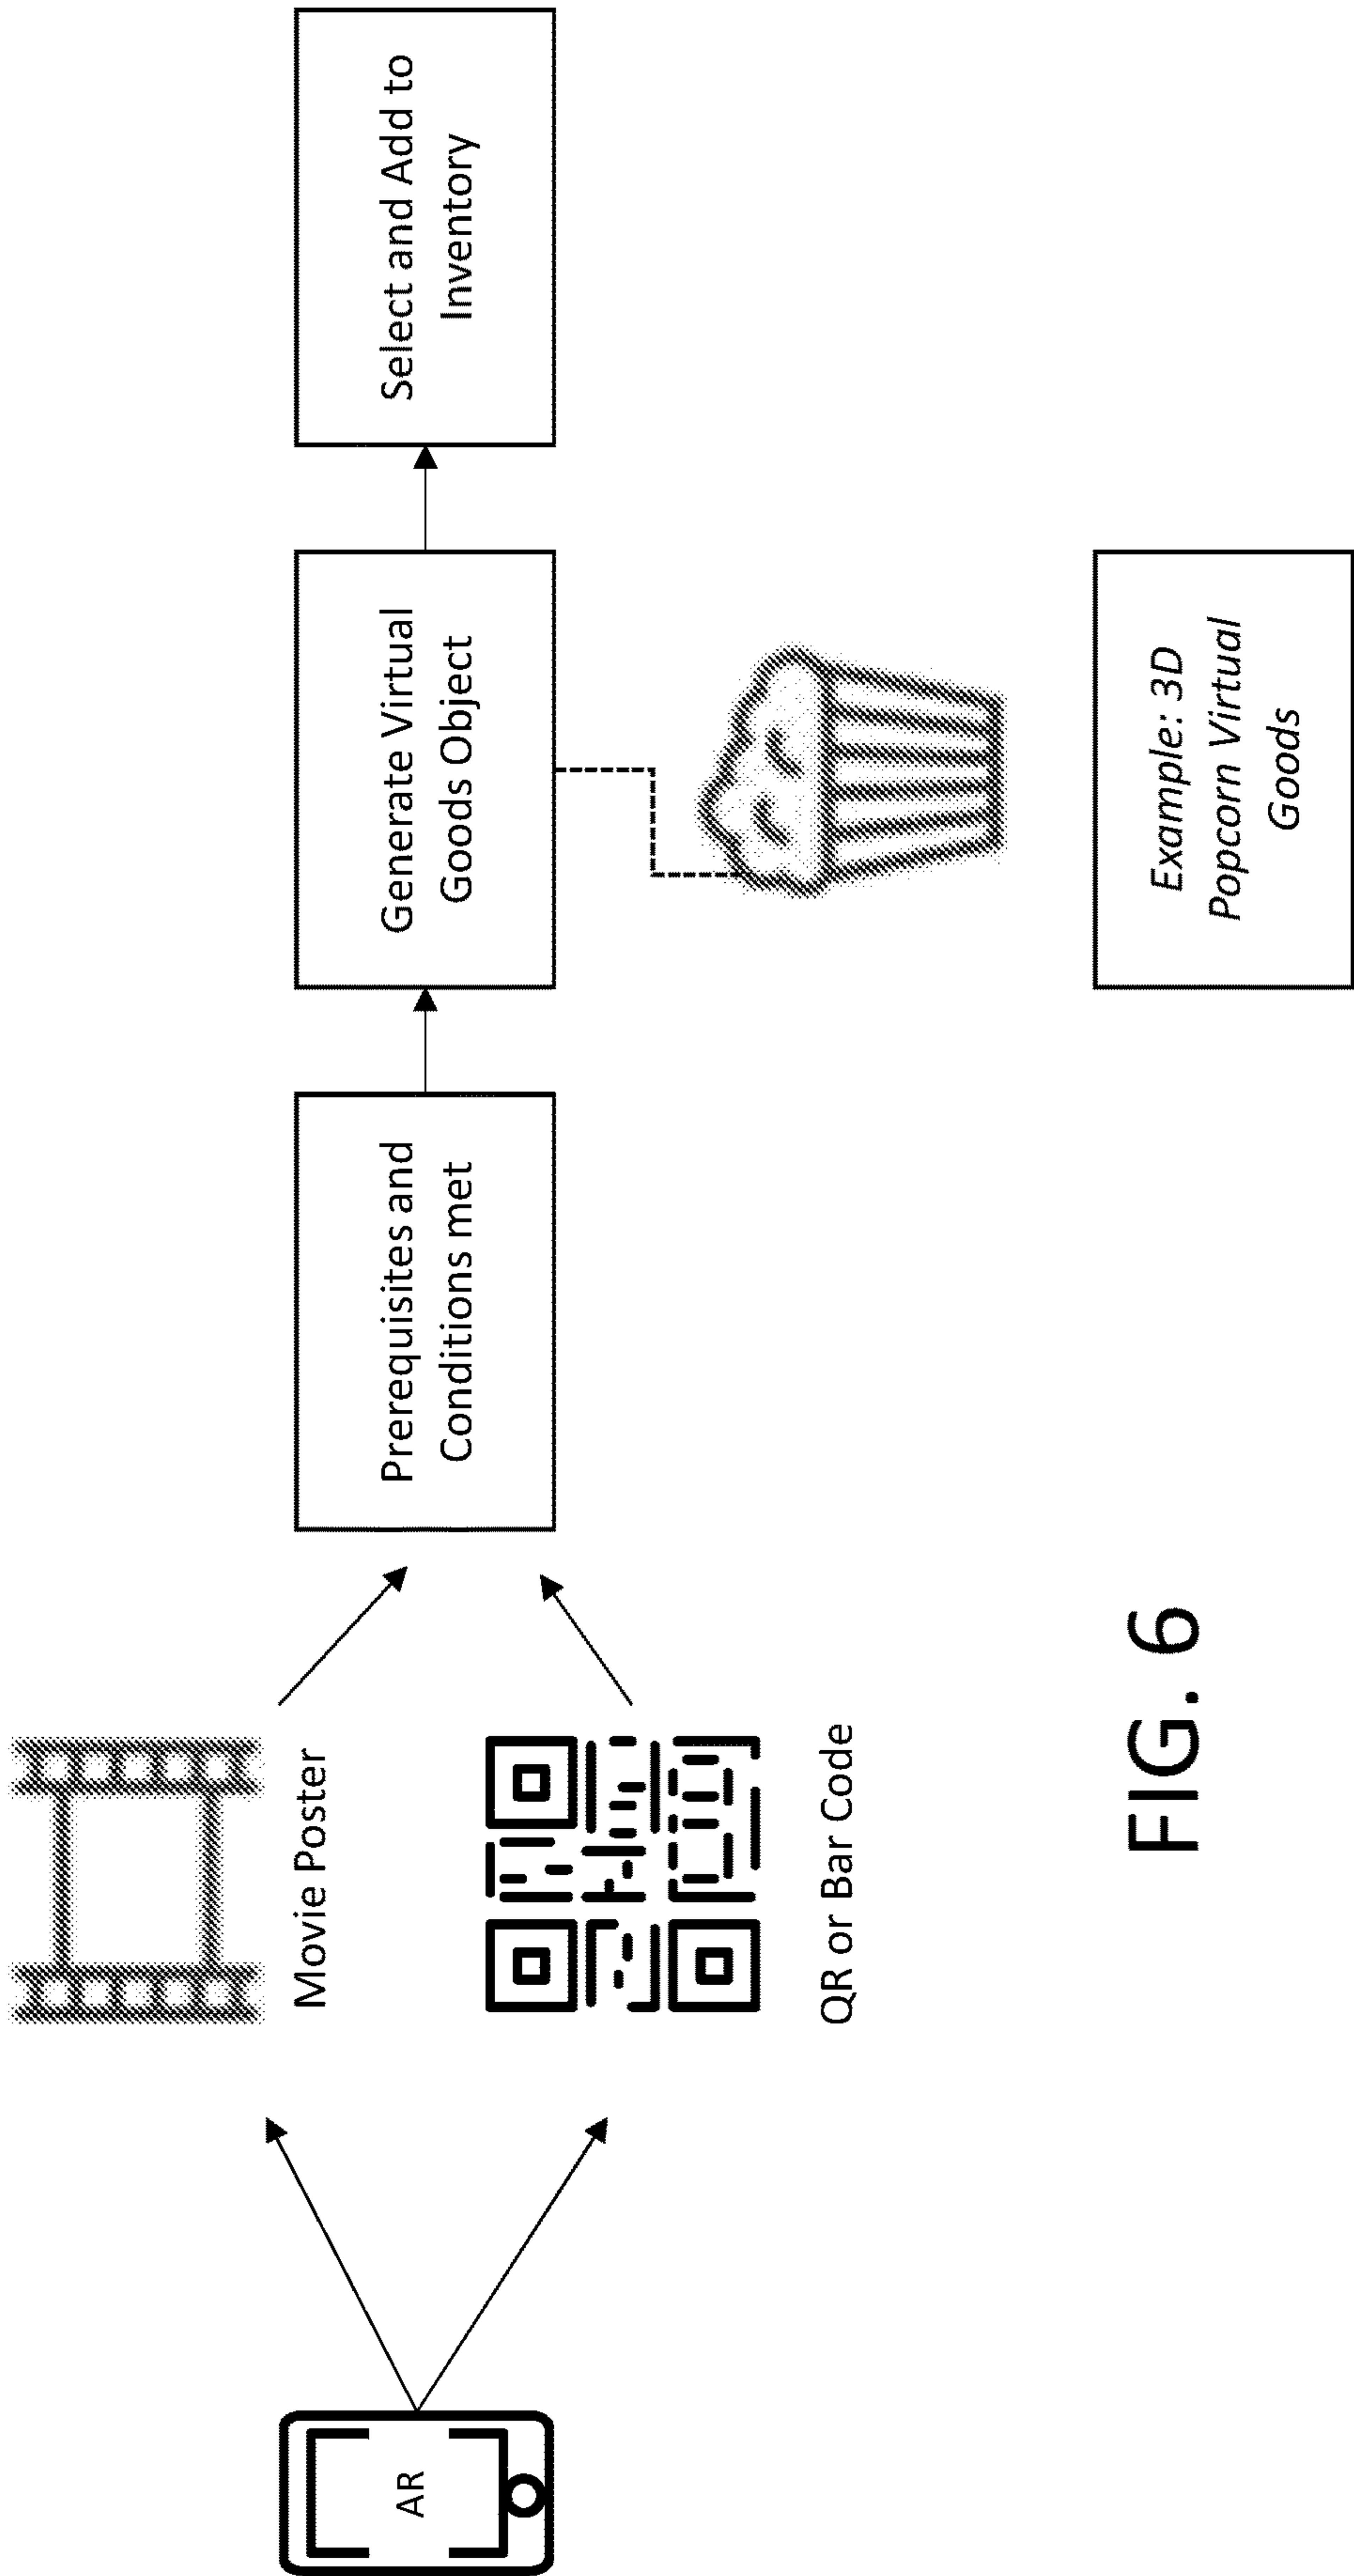 AR
Movie Poster
QR or Bar Code
Prerequisites and
Conditions met
Generate Virtual
Goods Object
Select and Add to
Inventory
Example: 3D
Popcorn Virtual
Goods
FIG. 6